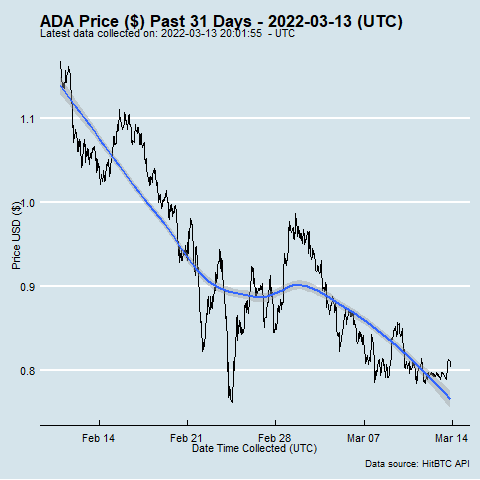 ADA Price ($) Past 31 Days - 2022-03-13 (UTC)
Latest data collected on: 2022-03-13 20:01:55 - UTC
Price USD ($)
1.1
1.0
0.9
0.8
Feb 14 Feb 21 Feb 28 Mar 07 Mar 14
Date Time Collected (UTC)
Data source: HitBTC API